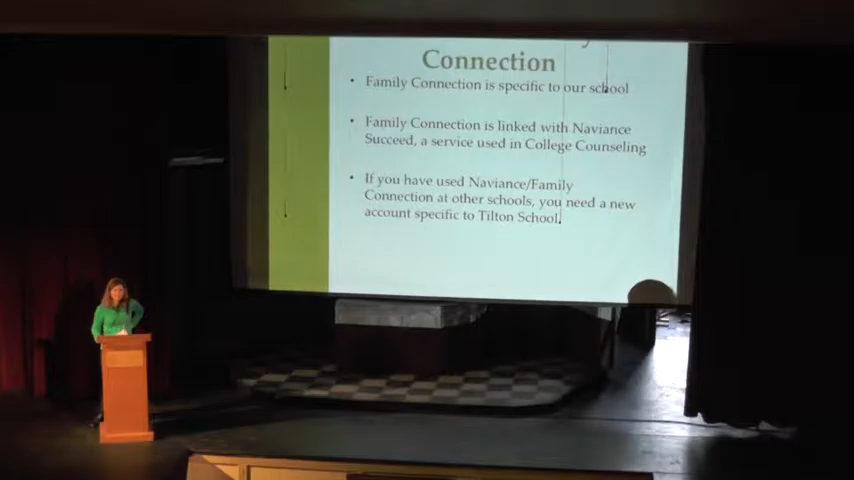 Connection
• Family Connection is specific to our school
• Family Connection is linked with Naviance
Succeed, a service used in College Counseling
• If you have used Naviance/Family
Connection at other schools, you need a new
account specific to Tilton School.